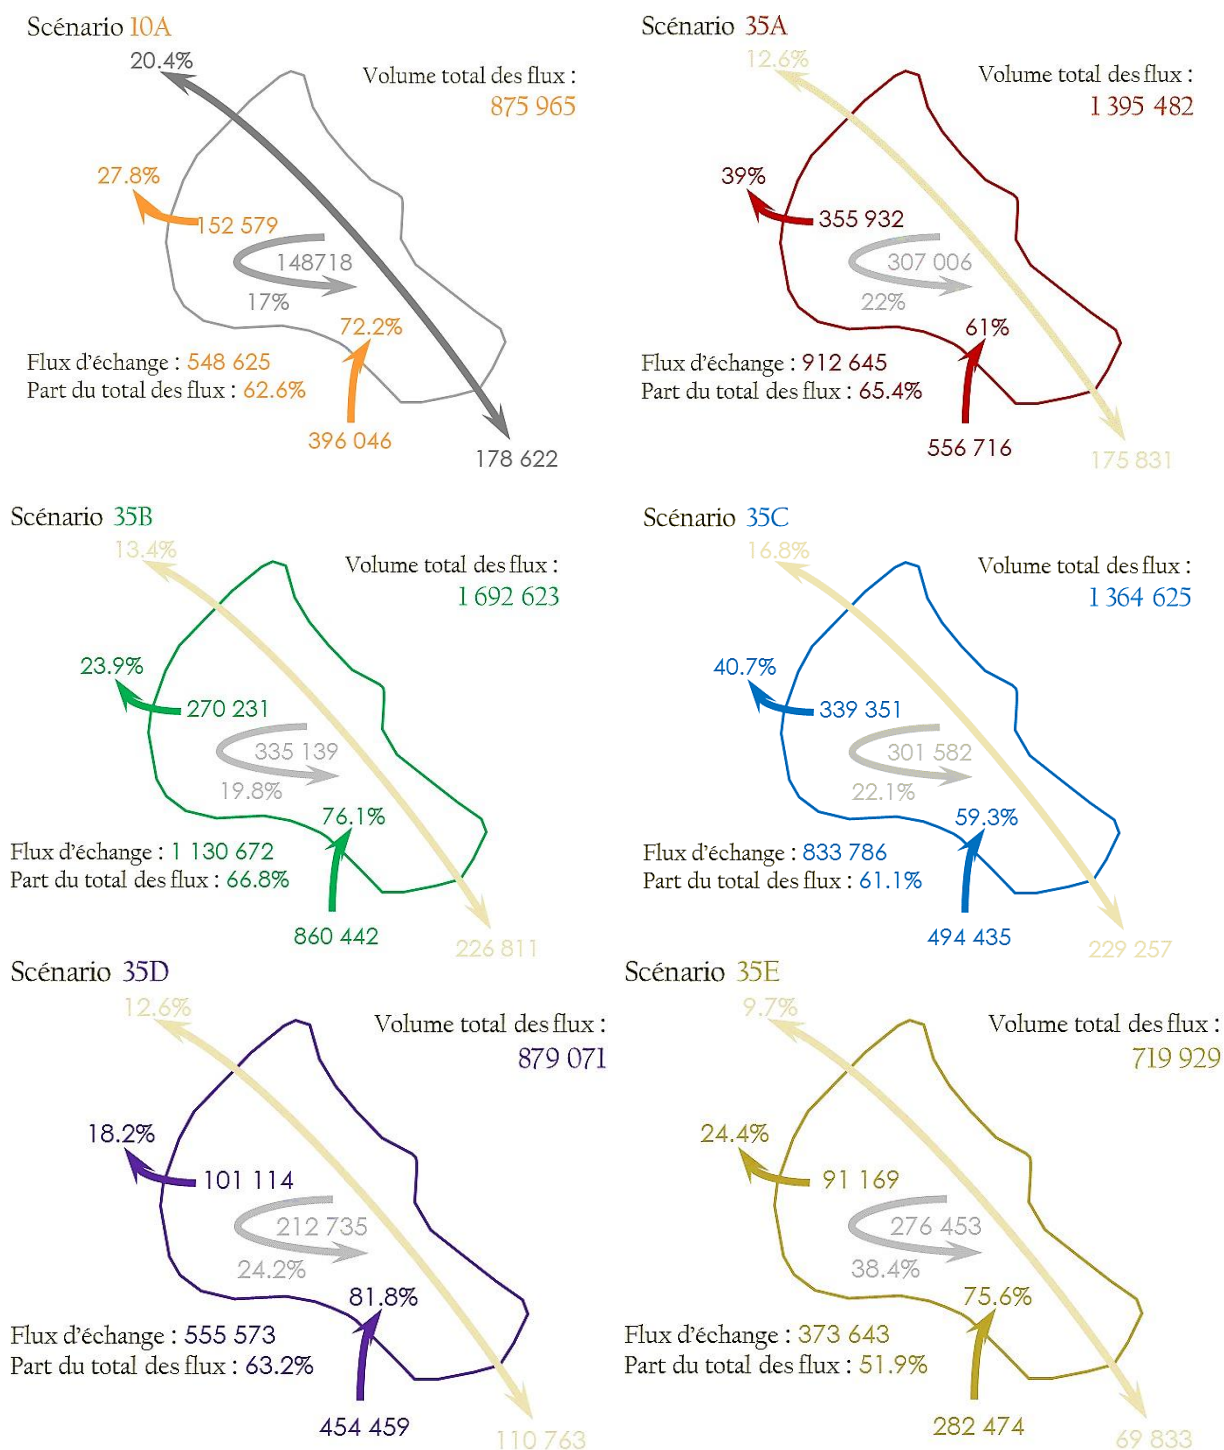 Scénario 10A
20.4%
Volume total des flux :
875 965
27.8%
152 579
148718
17%
72.2%
Flux d'échange : 548 625
Part du total des flux : 62.6%
396 046
178 622
Scénario 35A
12.6%
Volume total des flux :
1 395 482
39%
355 932
307 006
22%
61%
Flux d'échange : 912 645
Part du total des flux : 65.4%
556 716
175 831
Scénario 35B
13.4%
Volume total des flux :
1 692 623
23.9%
270 231
335 139
19.8%
76.1%
Flux d'échange : 1 130 672
Part du total des flux : 66.8%
860 442
226 811
Scénario 35C
16.8%
Volume total des flux :
1 364 625
40.7%
339 351
301 582
22.1%
59.3%
Flux d'échange : 833 786
Part du total des flux : 61.1%
494 435
229 257
Scénario 35D
12.6%
Volume total des flux :
879 071
18.2%
101 114
212 735
24.2%
81.8%
Flux d'échange : 555 573
Part du total des flux : 63.2%
454 459
110 763
Scénario 35E
9.7%
Volume total des flux :
719 929
24.4%
91 169
276 453
38.4%
75.6%
Flux d'échange : 373 643
Part du total des flux : 51.9%
282 474
69 833